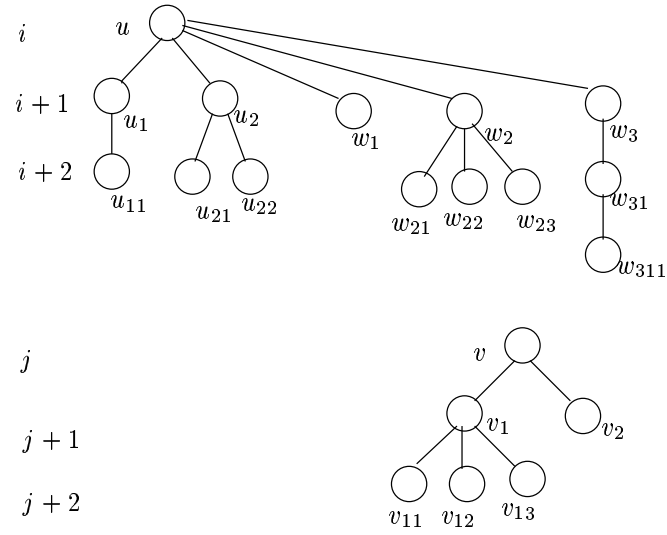 i u
i + 1 u₁ u₂ w₁ w₂ w₃
i + 2 u₁₁ u₂₁ u₂₂ w₂₁ w₂₂ w₂₃ w₃₁
w₃₁₁
j v
j + 1 v₁ v₂
j + 2 v₁₁ v₁₂ v₁₃